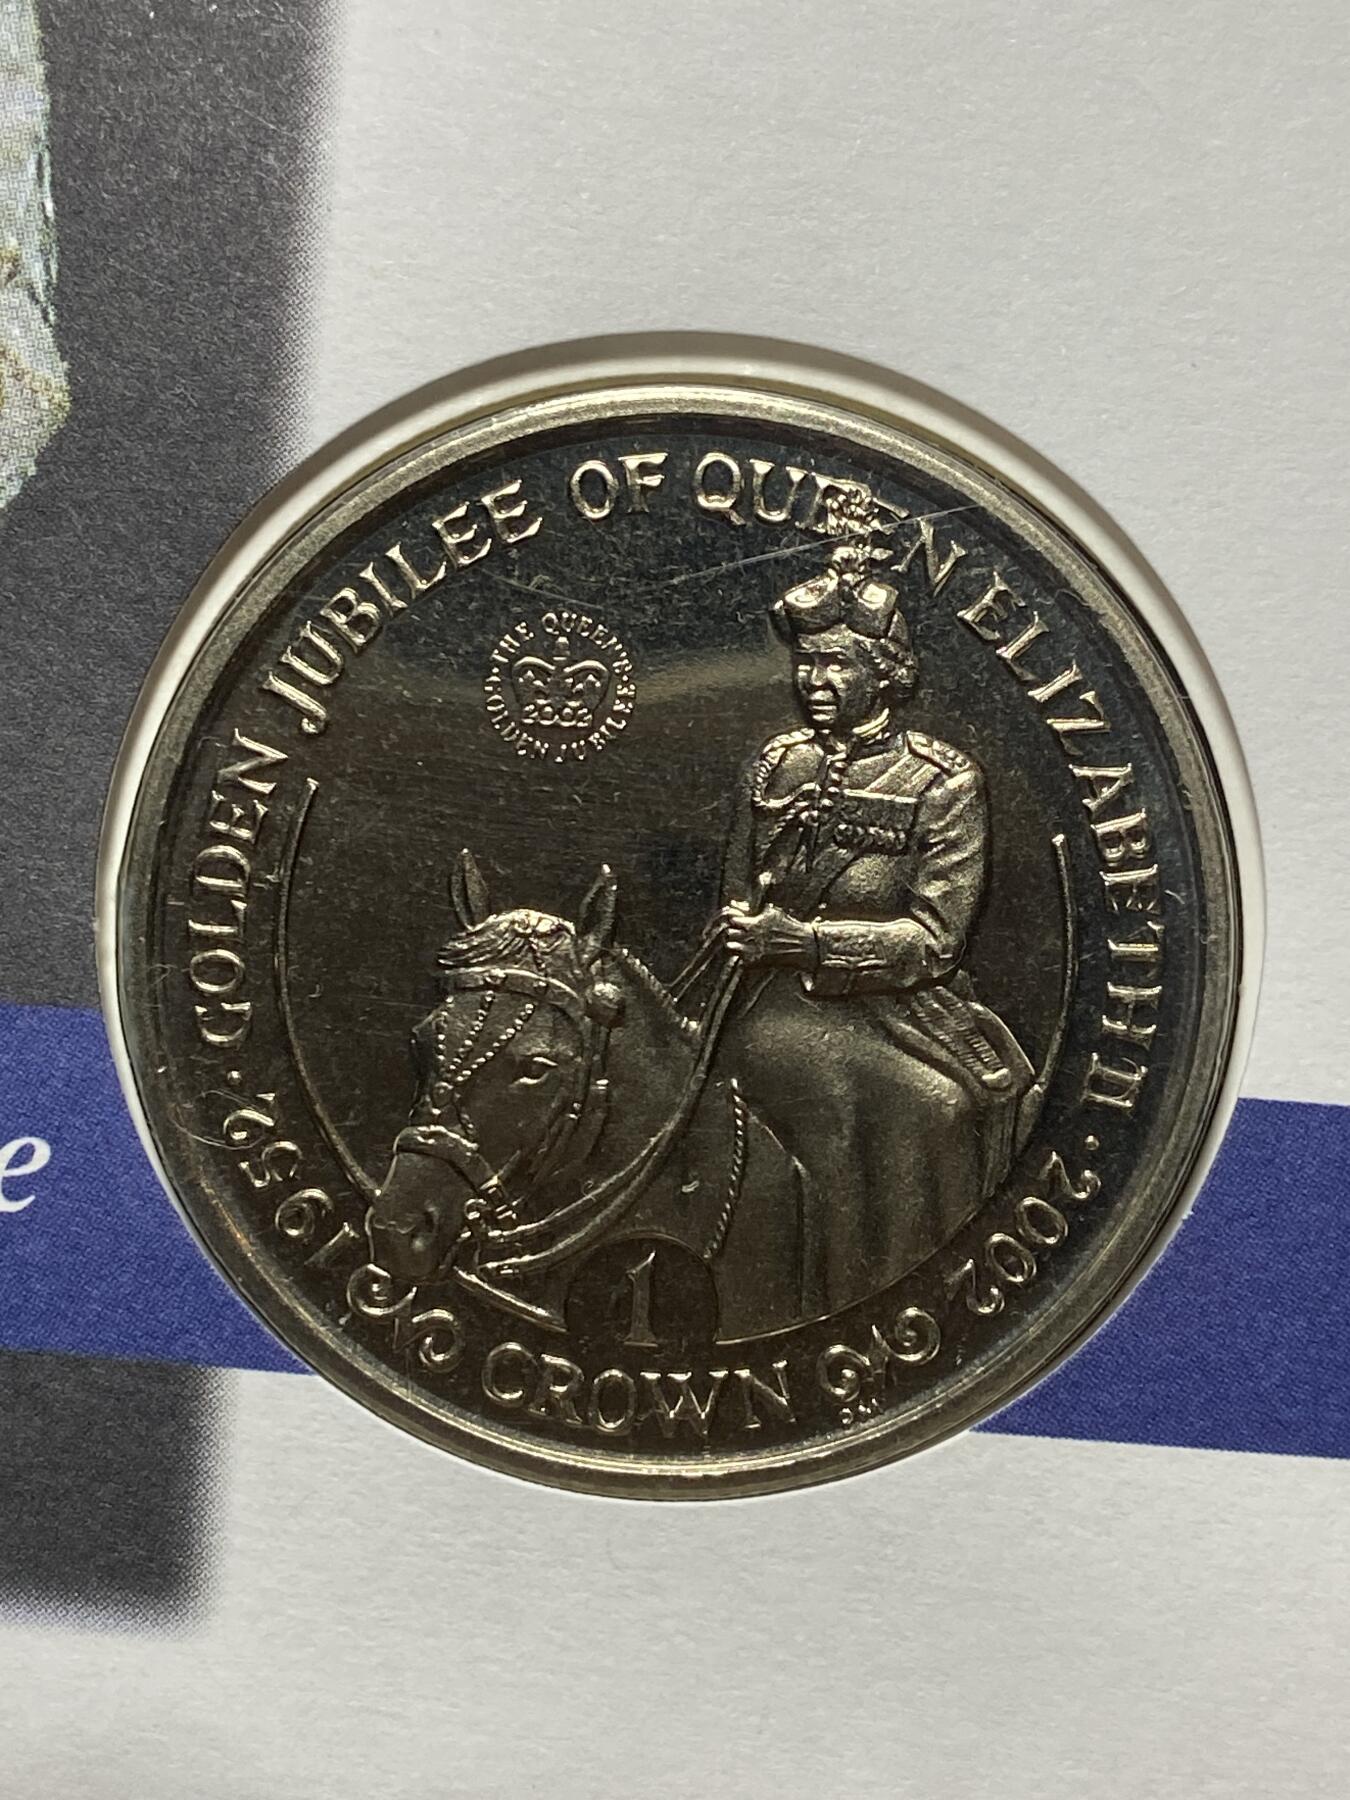 1952 · GOLDEN JUBILEE OF QUEEN ELIZABETH II · 2002
THE QUEEN'S
2002
GOLDEN JUBILEE
1
CROWN
e